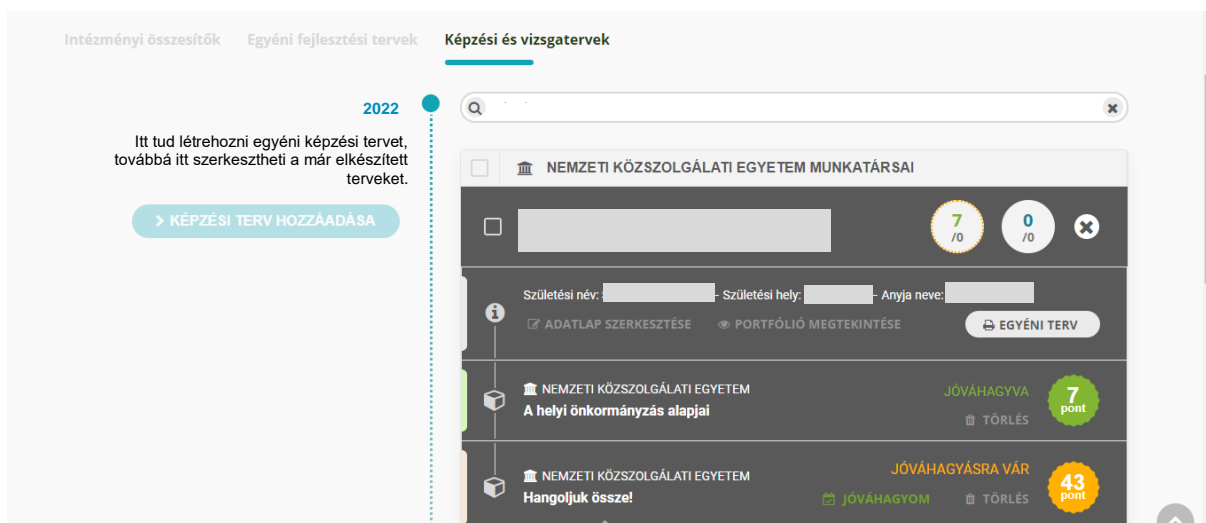 Intézményi összesítők Egyéni fejlesztési tervek Képzési és vizsgatervek
2022
Itt tud létrehozni egyéni képzési tervet,
továbbá itt szerkesztheti a már elkészített
terveket.
KÉPZÉSI TERV HOZZÁADÁSA
NEMZETI KÖZSZOLGÁLATI EGYETEM MUNKATÁRSAI
7
/0
0
/0
Születési név: - Születési hely: - Anyja neve:
ADATLAP SZERKESZTÉSE PORTFÓLIÓ MEGTEKINTÉSE EGYÉNI TERV
NEMZETI KÖZSZOLGÁLATI EGYETEM
A helyi önkormányzás alapjai
JÓVÁHAGYVA
TÖRLÉS
7
pont
NEMZETI KÖZSZOLGÁLATI EGYETEM
Hangoljuk össze!
JÓVÁHAGYÁSRA VÁR
JÓVÁHAGYOM TÖRLÉS
43
pont